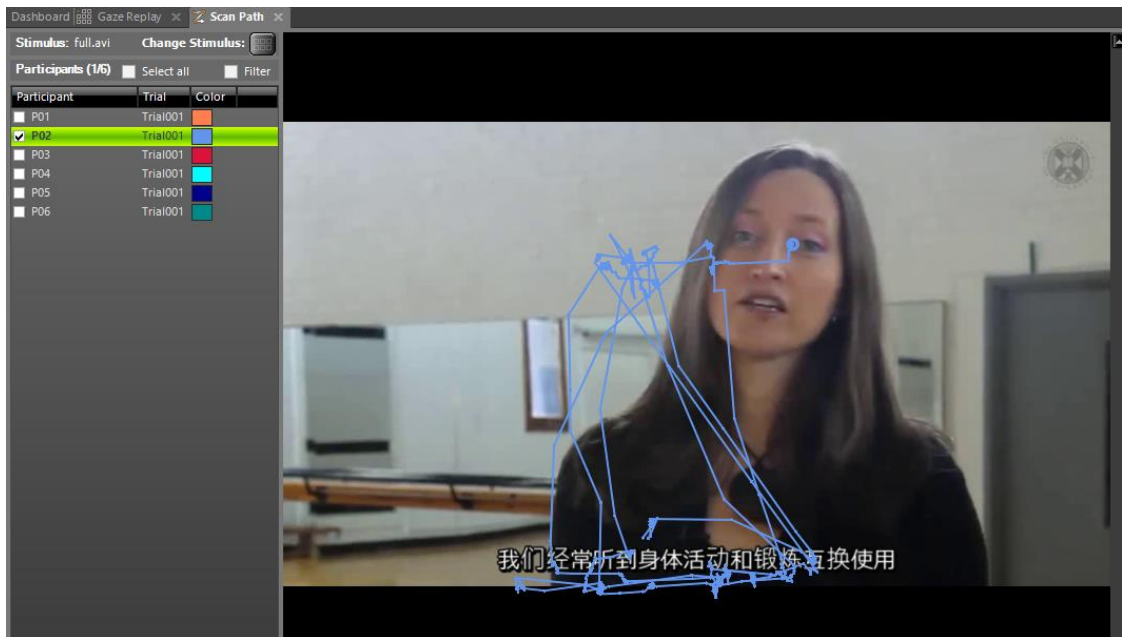 Dashboard Gaze Replay Scan Path
Stimulus: full.avi Change Stimulus:
Participants (1/6) Select all Filter
Participant Trial Color
P01 Trial001
P02 Trial001
P03 Trial001
P04 Trial001
P05 Trial001
P06 Trial001
我们经常听到身体活动和锻炼互换使用